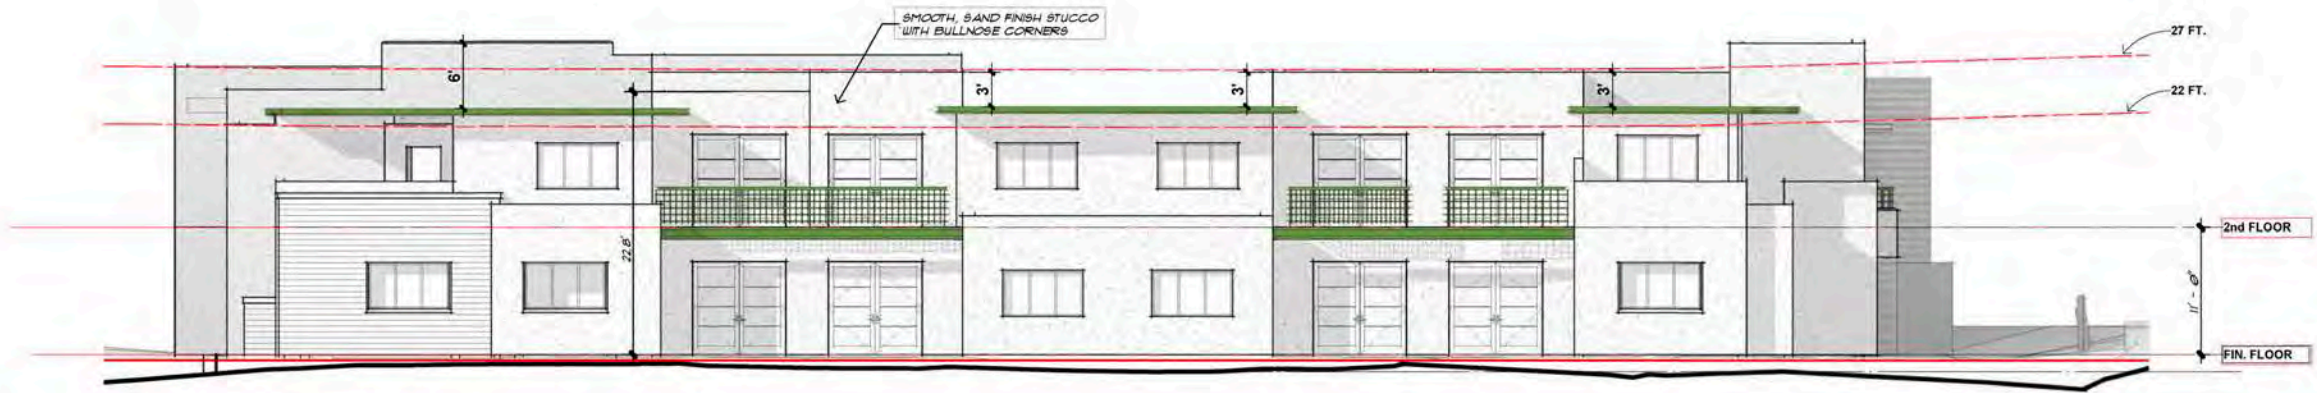 SMOOTH, SAND FINISH STUCCO
WITH BULLNOSE CORNERS
27 FT.
6'
3'
3'
3'
22 FT.
22.8'
2nd FLOOR
11' - 0"
FIN. FLOOR